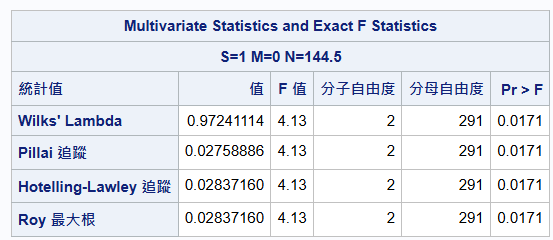 Multivariate Statistics and Exact F Statistics
S=1 M=0 N=144.5
統計值 值 F 值 分子自由度 分母自由度 Pr > F
Wilks' Lambda 0.97241114 4.13 2 291 0.0171
Pillai 追蹤 0.02758886 4.13 2 291 0.0171
Hotelling-Lawley 追蹤 0.02837160 4.13 2 291 0.0171
Roy 最大根 0.02837160 4.13 2 291 0.0171